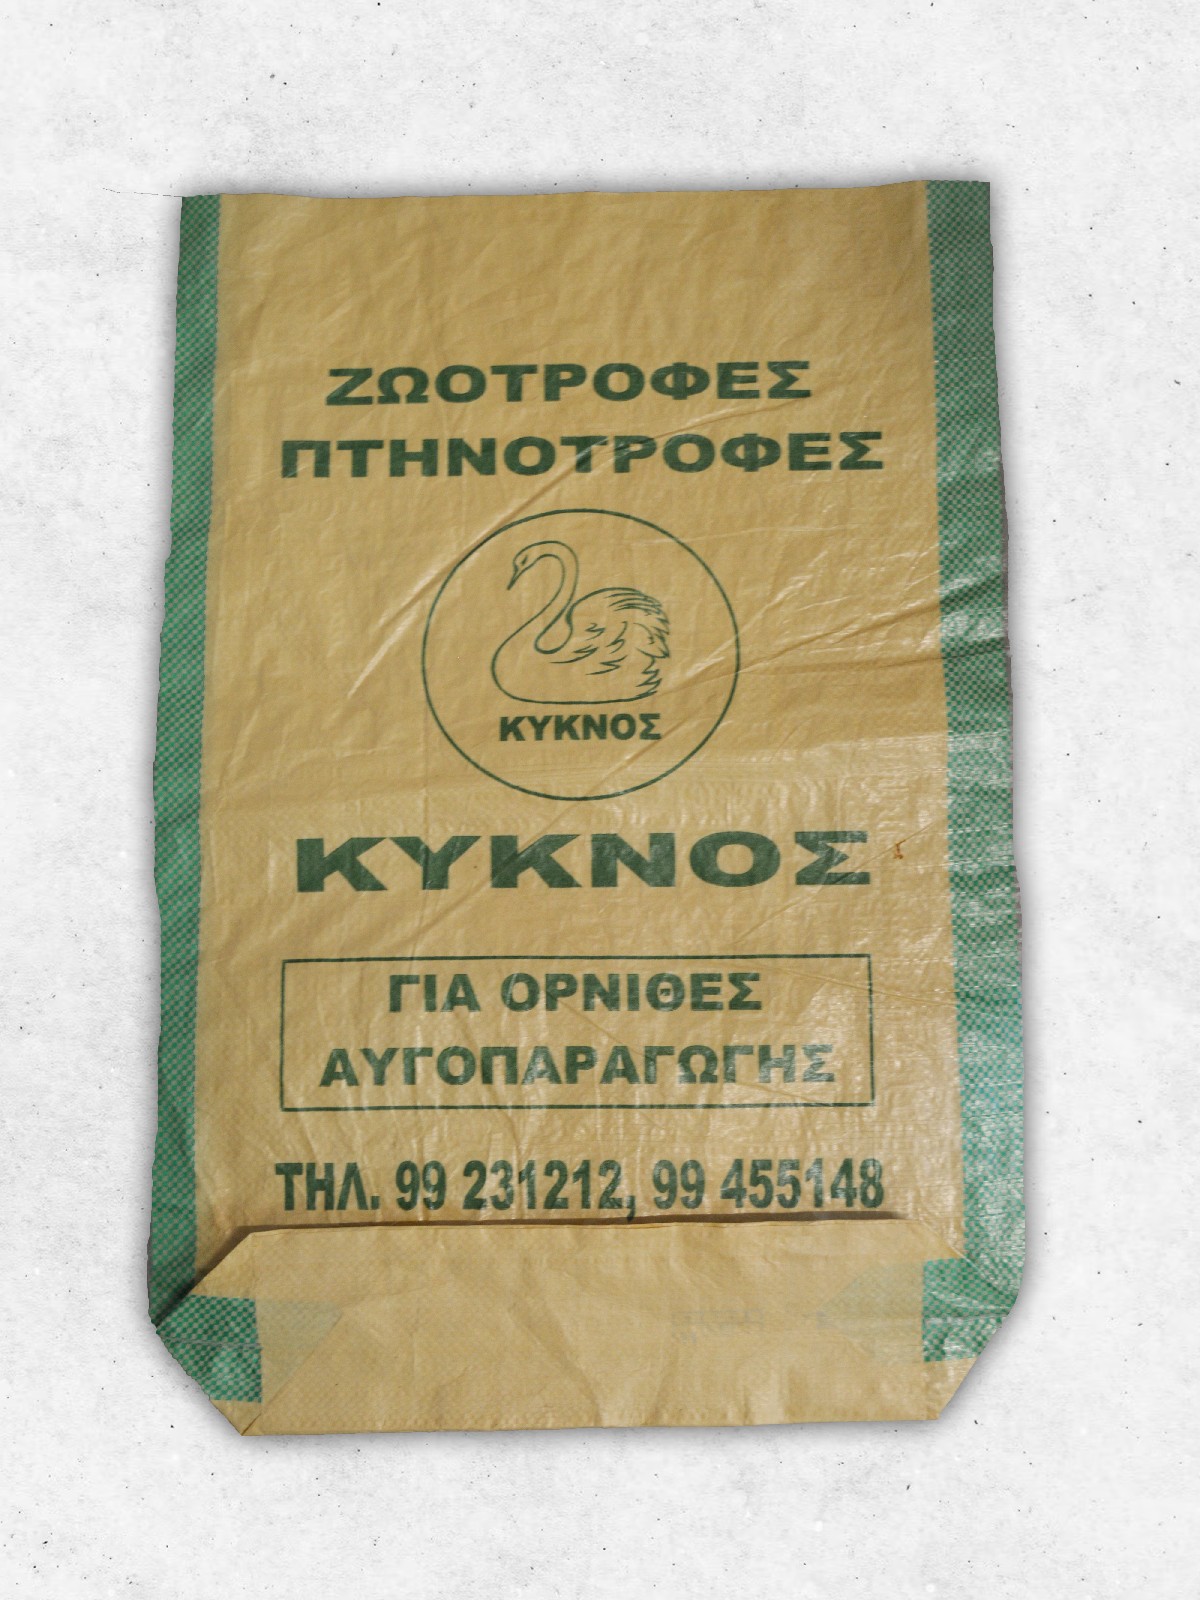 ΖΩΟΤΡΟΦΕΣ
ΠΤΗΝΟΤΡΟΦΕΣ
ΚΥΚΝΟΣ
ΚΥΚΝΟΣ
ΓΙΑ ΟΡΝΙΘΕΣ
ΑΥΓΟΠΑΡΑΓΩΓΗΣ
ΤΗΛ. 99 231212, 99 455148